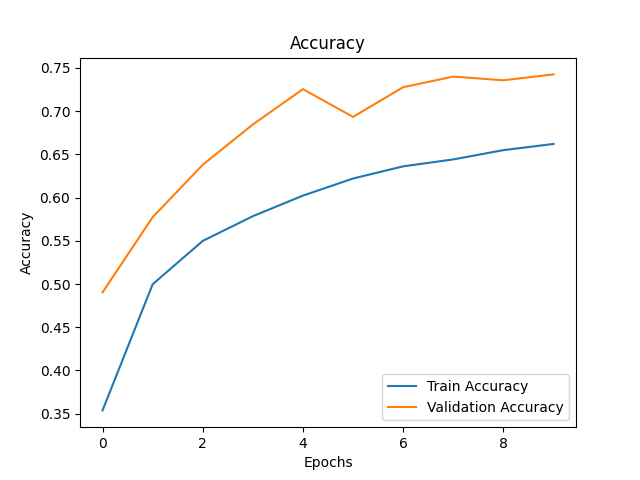 Accuracy
0.75
0.70
0.65
0.60
0.55
0.50
0.45
0.40
0.35
Accuracy
0
2
4
6
8
Epochs
Train Accuracy
Validation Accuracy